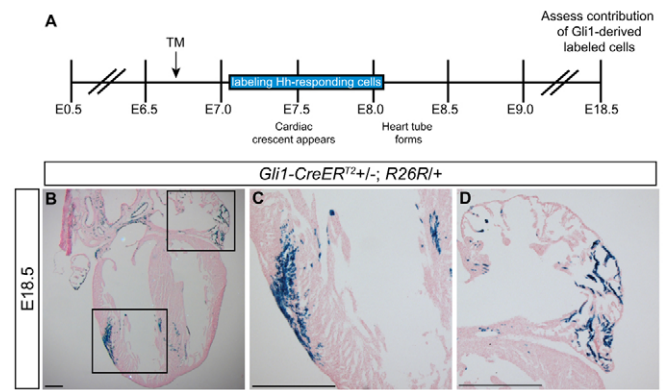 A
TM
Assess contribution
of Gli1-derived
labeled cells
labeling Hh-responding cells
E0.5
E6.5
E7.0
E7.5
E8.0
E8.5
E9.0
E18.5
Cardiac
crescent appears
Heart tube
forms
Gli1-CreERT2+/-; R26R/+
E18.5
B
C
D